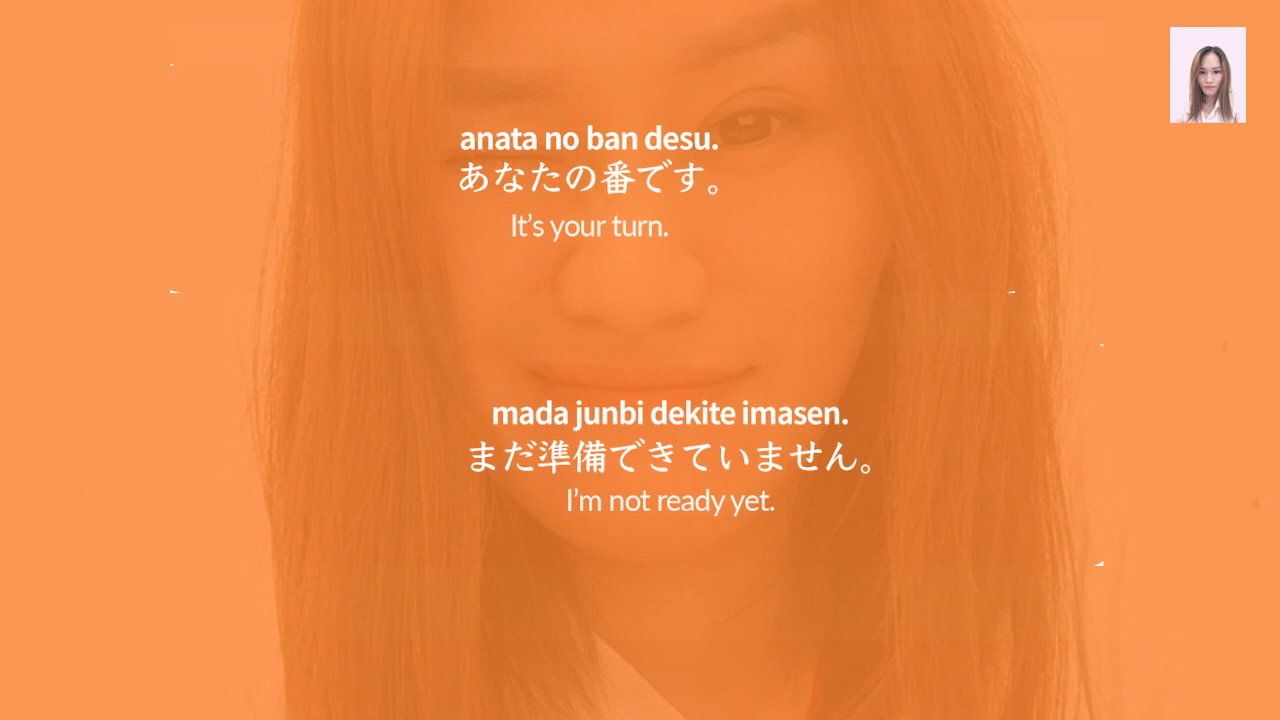 anata no ban desu.
あなたの番です。
It's your turn.
mada junbi dekite imasen.
まだ準備できていません。
I'm not ready yet.